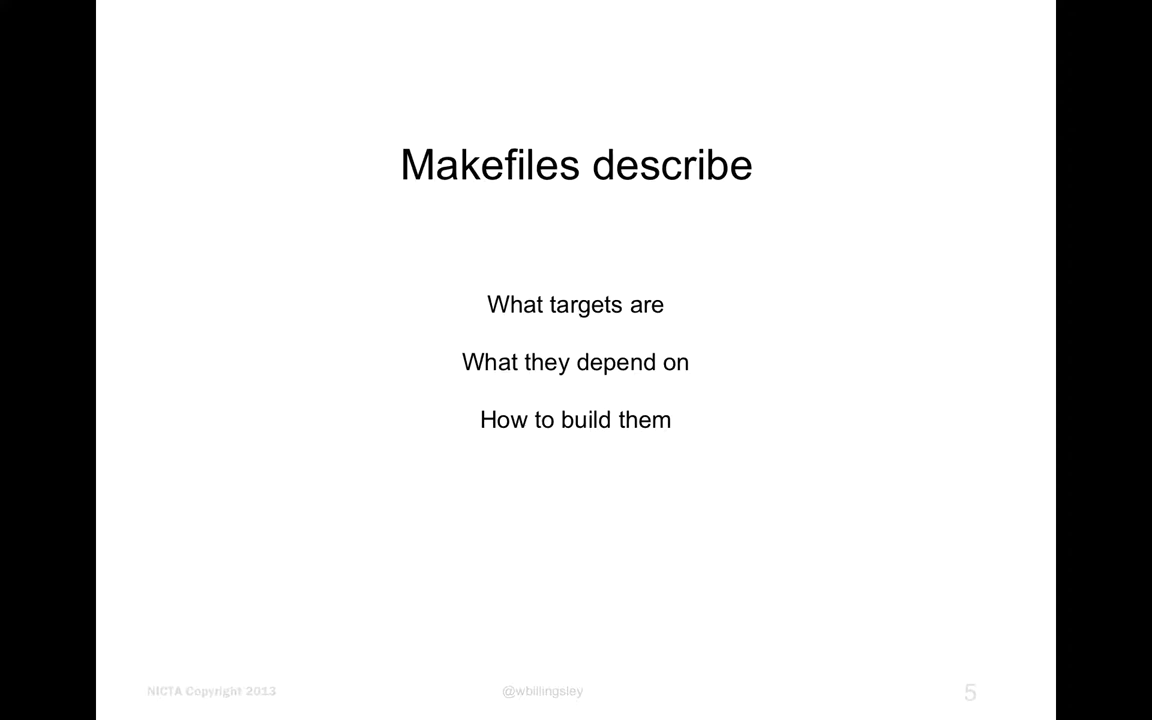 Makefiles describe
What targets are
What they depend on
How to build them
NICTA Copyright 2013
@wbillingsley
5